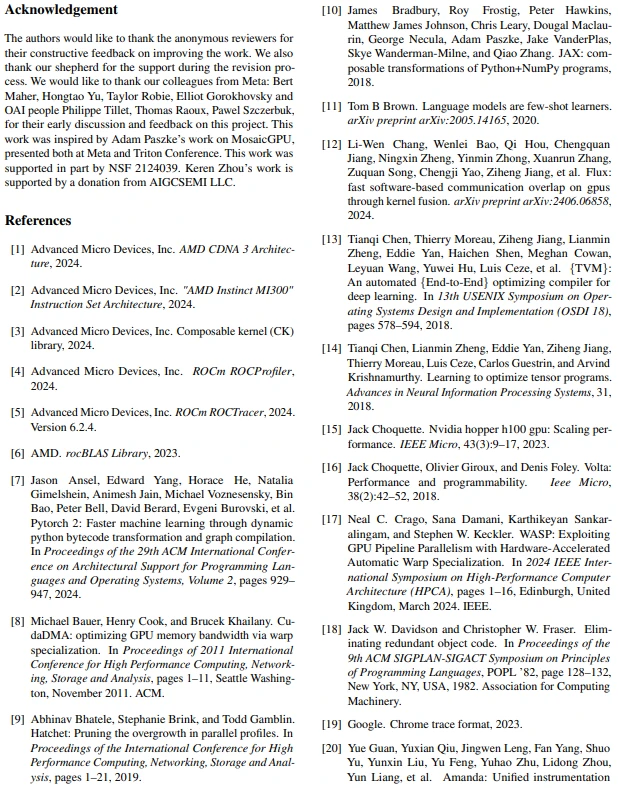 Acknowledgement
The authors would like to thank the anonymous reviewers for
their constructive feedback on improving the work. We also
thank our shepherd for the support during the revision pro-
cess. We would like to thank our colleagues from Meta: Bert
Maher, Hongtao Yu, Taylor Robie, Elliot Gorokhovsky and
OAI people Philippe Tillet, Thomas Raoux, Pawel Szczerbuk,
for their early discussion and feedback on this project. This
work was inspired by Adam Paszke's work on MosaicGPU,
presented both at Meta and Triton Conference. This work was
supported in part by NSF 2124039. Keren Zhou's work is
supported by a donation from AIGCSEMI LLC.
References
[1] Advanced Micro Devices, Inc. AMD CDNA 3 Architec-
ture, 2024.
[2] Advanced Micro Devices, Inc. "AMD Instinct MI300"
Instruction Set Architecture, 2024.
[3] Advanced Micro Devices, Inc. Composable kernel (CK)
library, 2024.
[4] Advanced Micro Devices, Inc. ROCm ROCProfiler,
2024.
[5] Advanced Micro Devices, Inc. ROCm ROCTracer, 2024.
Version 6.2.4.
[6] AMD. rocBLAS Library, 2023.
[7] Jason Ansel, Edward Yang, Horace He, Natalia
Gimelshein, Animesh Jain, Michael Voznesensky, Bin
Bao, Peter Bell, David Berard, Evgeni Burovski, et al.
Pytorch 2: Faster machine learning through dynamic
python bytecode transformation and graph compilation.
In Proceedings of the 29th ACM International Confer-
ence on Architectural Support for Programming Lan-
guages and Operating Systems, Volume 2, pages 929–
947, 2024.
[8] Michael Bauer, Henry Cook, and Brucek Khailany. Cu-
daDMA: optimizing GPU memory bandwidth via warp
specialization. In Proceedings of 2011 International
Conference for High Performance Computing, Network-
ing, Storage and Analysis, pages 1–11, Seattle Washing-
ton, November 2011. ACM.
[9] Abhinav Bhatele, Stephanie Brink, and Todd Gamblin.
Hatchet: Pruning the overgrowth in parallel profiles. In
Proceedings of the International Conference for High
Performance Computing, Networking, Storage and Anal-
ysis, pages 1–21, 2019.
[10] James Bradbury, Roy Frostig, Peter Hawkins,
Matthew James Johnson, Chris Leary, Dougal Maclau-
rin, George Necula, Adam Paszke, Jake VanderPlas,
Skye Wanderman-Milne, and Qiao Zhang. JAX: com-
posable transformations of Python+NumPy programs,
2018.
[11] Tom B Brown. Language models are few-shot learners.
arXiv preprint arXiv:2005.14165, 2020.
[12] Li-Wen Chang, Wenlei Bao, Qi Hou, Chengquan
Jiang, Ningxin Zheng, Yinmin Zhong, Xuanrun Zhang,
Zuquan Song, Chengji Yao, Ziheng Jiang, et al. Flux:
fast software-based communication overlap on gpus
through kernel fusion. arXiv preprint arXiv:2406.06858,
2024.
[13] Tianqi Chen, Thierry Moreau, Ziheng Jiang, Lianmin
Zheng, Eddie Yan, Haichen Shen, Meghan Cowan,
Leyuan Wang, Yuwei Hu, Luis Ceze, et al. {TVM}:
An automated {End-to-End} optimizing compiler for
deep learning. In 13th USENIX Symposium on Oper-
ating Systems Design and Implementation (OSDI 18),
pages 578–594, 2018.
[14] Tianqi Chen, Lianmin Zheng, Eddie Yan, Ziheng Jiang,
Thierry Moreau, Luis Ceze, Carlos Guestrin, and Arvind
Krishnamurthy. Learning to optimize tensor programs.
Advances in Neural Information Processing Systems, 31,
2018.
[15] Jack Choquette. Nvidia hopper h100 gpu: Scaling per-
formance. IEEE Micro, 43(3):9–17, 2023.
[16] Jack Choquette, Olivier Giroux, and Denis Foley. Volta:
Performance and programmability. Ieee Micro,
38(2):42–52, 2018.
[17] Neal C. Crago, Sana Damani, Karthikeyan Sankar-
alingam, and Stephen W. Keckler. WASP: Exploiting
GPU Pipeline Parallelism with Hardware-Accelerated
Automatic Warp Specialization. In 2024 IEEE Inter-
national Symposium on High-Performance Computer
Architecture (HPCA), pages 1–16, Edinburgh, United
Kingdom, March 2024. IEEE.
[18] Jack W. Davidson and Christopher W. Fraser. Elim-
inating redundant object code. In Proceedings of the
9th ACM SIGPLAN-SIGACT Symposium on Principles
of Programming Languages, POPL '82, page 128–132,
New York, NY, USA, 1982. Association for Computing
Machinery.
[19] Google. Chrome trace format, 2023.
[20] Yue Guan, Yuxian Qiu, Jingwen Leng, Fan Yang, Shuo
Yu, Yunxin Liu, Yu Feng, Yuhao Zhu, Lidong Zhou,
Yun Liang, et al. Amanda: Unified instrumentation